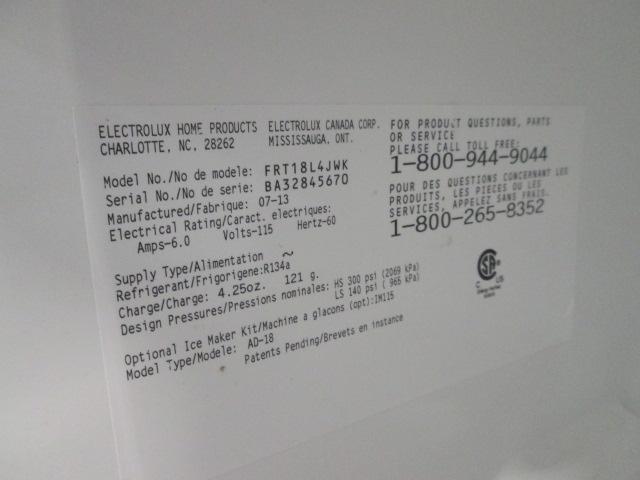 ELECTROLUX HOME PRODUCTS
CHARLOTTE, NC, 28262
ELECTROLUX CANADA CORP.
MISSISSAUGA, ONT.
FOR PRODUCT QUESTIONS, PARTS
OR SERVICE
PLEASE CALL TOLL FREE:
1-800-944-9044
POUR DES QUESTIONS CONCERNANT LES
PRODUITS, LES PIECES OU LES
SERVICES, APPELEZ SANS FRAIS.
1-800-265-8352
Model No./No de modele: FRT18L4JWK
Serial No./No de serie: BA32845670
Manufactured/Fabrique: 07-13
Electrical Rating/Caract. electriques:
Amps-6.0 Volts-115 Hertz-60
Supply Type/Alimentation ~
Refrigerant/Frigorigene:R134a
Charge/Charge: 4.25oz. 121 g.
Design Pressures/Pressions nominales: HS 300 psi (2069 kPa)
LS 140 psi ( 965 kPa)
Optional Ice Maker Kit/Machine a glacons (opt):IM115
Model Type/Modele: AD-18
Patents Pending/Brevets en instance
C US